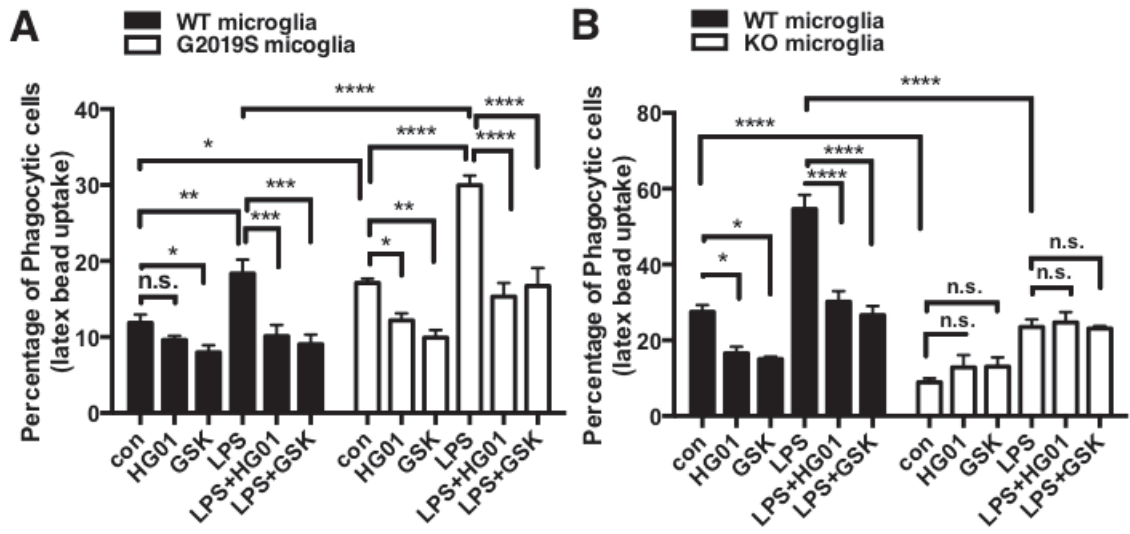 A
WT microglia
G2019S micoglia
Percentage of Phagocytic cells
(latex bead uptake)
40
30
20
10
0
****
****
*
****
****
**
***
***
**
*
*
n.s.
con
HG01
GSK
LPS
LPS+HG01
LPS+GSK
con
HG01
GSK
LPS
LPS+HG01
LPS+GSK
B
WT microglia
KO microglia
Percentage of Phagocytic cells
(latex bead uptake)
80
60
40
20
0
****
****
****
****
*
*
n.s.
n.s.
n.s.
n.s.
con
HG01
GSK
LPS
LPS+HG01
LPS+GSK
con
HG01
GSK
LPS
LPS+HG01
LPS+GSK